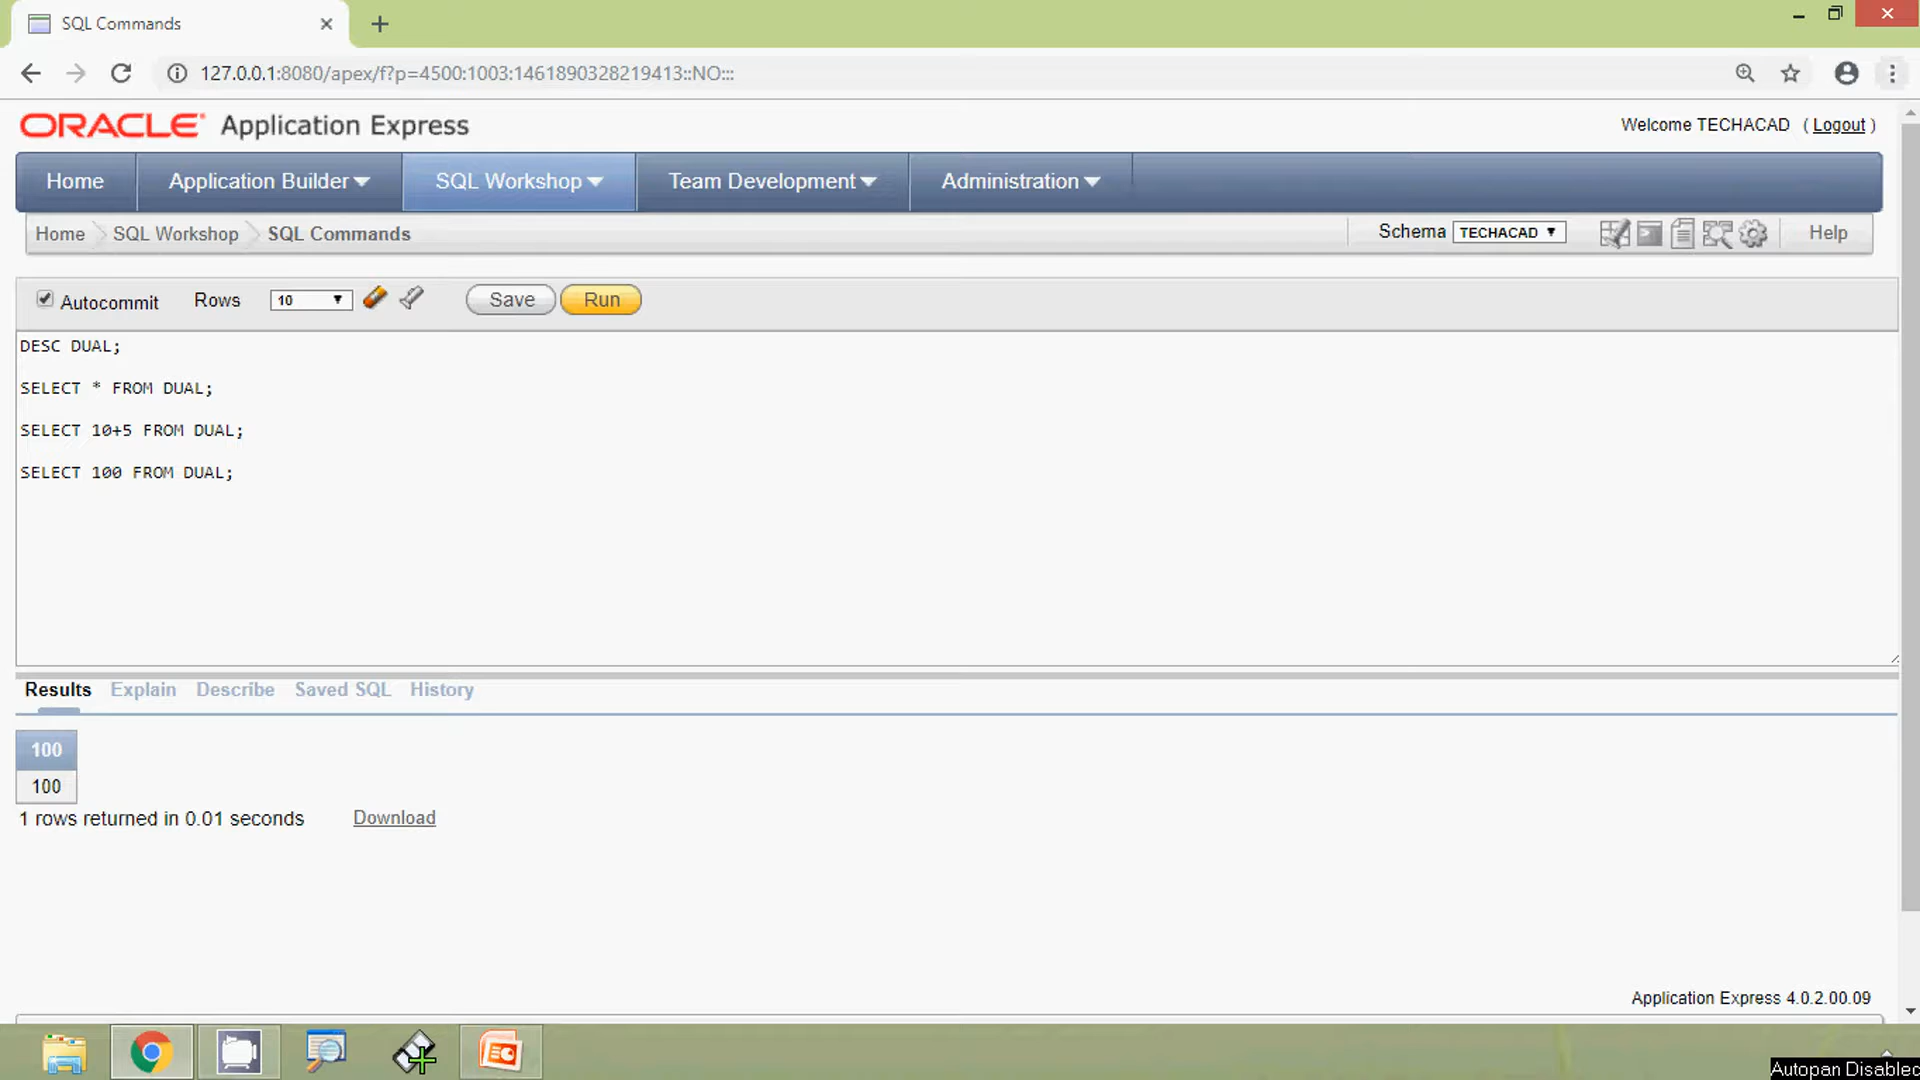 SQL Commands
127.0.0.1:8080/apex/f?p=4500:1003:1461890328219413::NO:::
ORACLE Application Express
Welcome TECHACAD ( Logout )
Home Application Builder SQL Workshop Team Development Administration
Home SQL Workshop SQL Commands Schema TECHACAD Help
Autocommit Rows 10 Save Run
DESC DUAL;
SELECT * FROM DUAL;
SELECT 10+5 FROM DUAL;
SELECT 100 FROM DUAL;
Results Explain Describe Saved SQL History
100
100
1 rows returned in 0.01 seconds Download
Application Express 4.0.2.00.09
Autopan Disablec